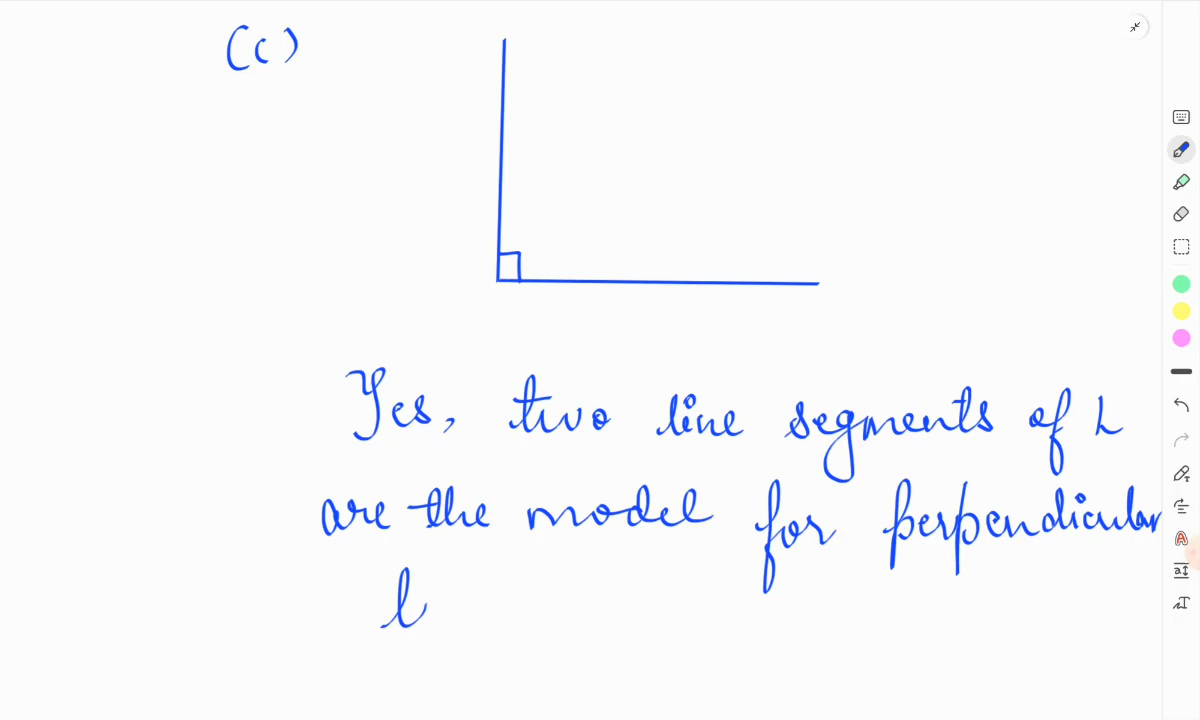 (c)
Yes, two line segments of L
are the model for perpendicular
l